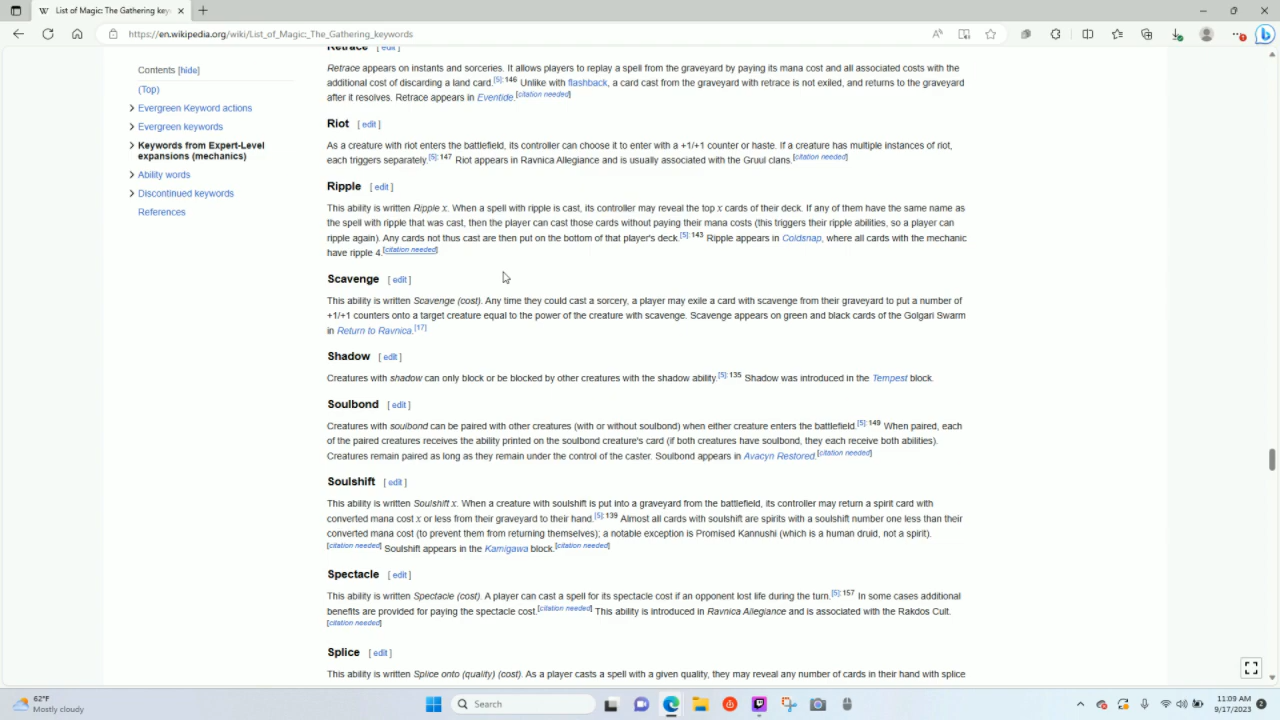 List of Magic: The Gathering key
https://en.wikipedia.org/wiki/List_of_Magic:_The_Gathering_keywords
Contents [hide]
(Top)
Evergreen Keyword actions
Evergreen keywords
Keywords from Expert-Level
expansions (mechanics)
Ability words
Discontinued keywords
References
Retrace [ edit ]
Retrace appears on instants and sorceries. It allows players to replay a spell from the graveyard by paying its mana cost and all associated costs with the
additional cost of discarding a land card.[5]: 146 Unlike with flashback, a card cast from the graveyard with retrace is not exiled, and returns to the graveyard
after it resolves. Retrace appears in Eventide.[citation needed]
Riot [ edit ]
As a creature with riot enters the battlefield, its controller can choose it to enter with a +1/+1 counter or haste. If a creature has multiple instances of riot,
each triggers separately.[5]: 147 Riot appears in Ravnica Allegiance and is usually associated with the Gruul clans.[citation needed]
Ripple [ edit ]
This ability is written Ripple x. When a spell with ripple is cast, its controller may reveal the top x cards of their deck. If any of them have the same name as
the spell with ripple that was cast, then the player can cast those cards without paying their mana costs (this triggers their ripple abilities, so a player can
ripple again). Any cards not thus cast are then put on the bottom of that player's deck.[5]: 143 Ripple appears in Coldsnap, where all cards with the mechanic
have ripple 4.[citation needed]
Scavenge [ edit ]
This ability is written Scavenge (cost). Any time they could cast a sorcery, a player may exile a card with scavenge from their graveyard to put a number of
+1/+1 counters onto a target creature equal to the power of the creature with scavenge. Scavenge appears on green and black cards of the Golgari Swarm
in Return to Ravnica.[17]
Shadow [ edit ]
Creatures with shadow can only block or be blocked by other creatures with the shadow ability.[5]: 135 Shadow was introduced in the Tempest block.
Soulbond [ edit ]
Creatures with soulbond can be paired with other creatures (with or without soulbond) when either creature enters the battlefield.[5]: 149 When paired, each
of the paired creatures receives the ability printed on the soulbond creature's card (if both creatures have soulbond, they each receive both abilities).
Creatures remain paired as long as they remain under the control of the caster. Soulbond appears in Avacyn Restored.[citation needed]
Soulshift [ edit ]
This ability is written Soulshift x. When a creature with soulshift is put into a graveyard from the battlefield, its controller may return a spirit card with
converted mana cost x or less from their graveyard to their hand.[5]: 139 Almost all cards with soulshift are spirits with a soulshift number one less than their
converted mana cost (to prevent them from returning themselves); a notable exception is Promised Kannushi (which is a human druid, not a spirit).
[citation needed] Soulshift appears in the Kamigawa block.[citation needed]
Spectacle [ edit ]
This ability is written Spectacle (cost). A player can cast a spell for its spectacle cost if an opponent lost life during the turn.[5]: 157 In some cases additional
benefits are provided for paying the spectacle cost.[citation needed] This ability is introduced in Ravnica Allegiance and is associated with the Rakdos Cult.
[citation needed]
Splice [ edit ]
This ability is written Splice onto (quality) (cost). As a player casts a spell with a given quality, they may reveal any number of cards in their hand with splice
62°F
Mostly cloudy
Search
11:09 AM
9/17/2023
2